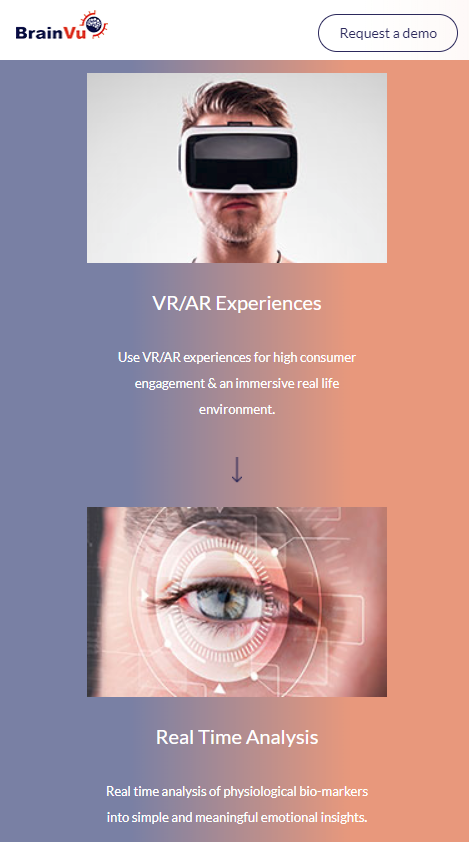 BrainVu
Request a demo
VR/AR Experiences
Use VR/AR experiences for high consumer
engagement & an immersive real life
environment.
Real Time Analysis
Real time analysis of physiological bio-markers
into simple and meaningful emotional insights.